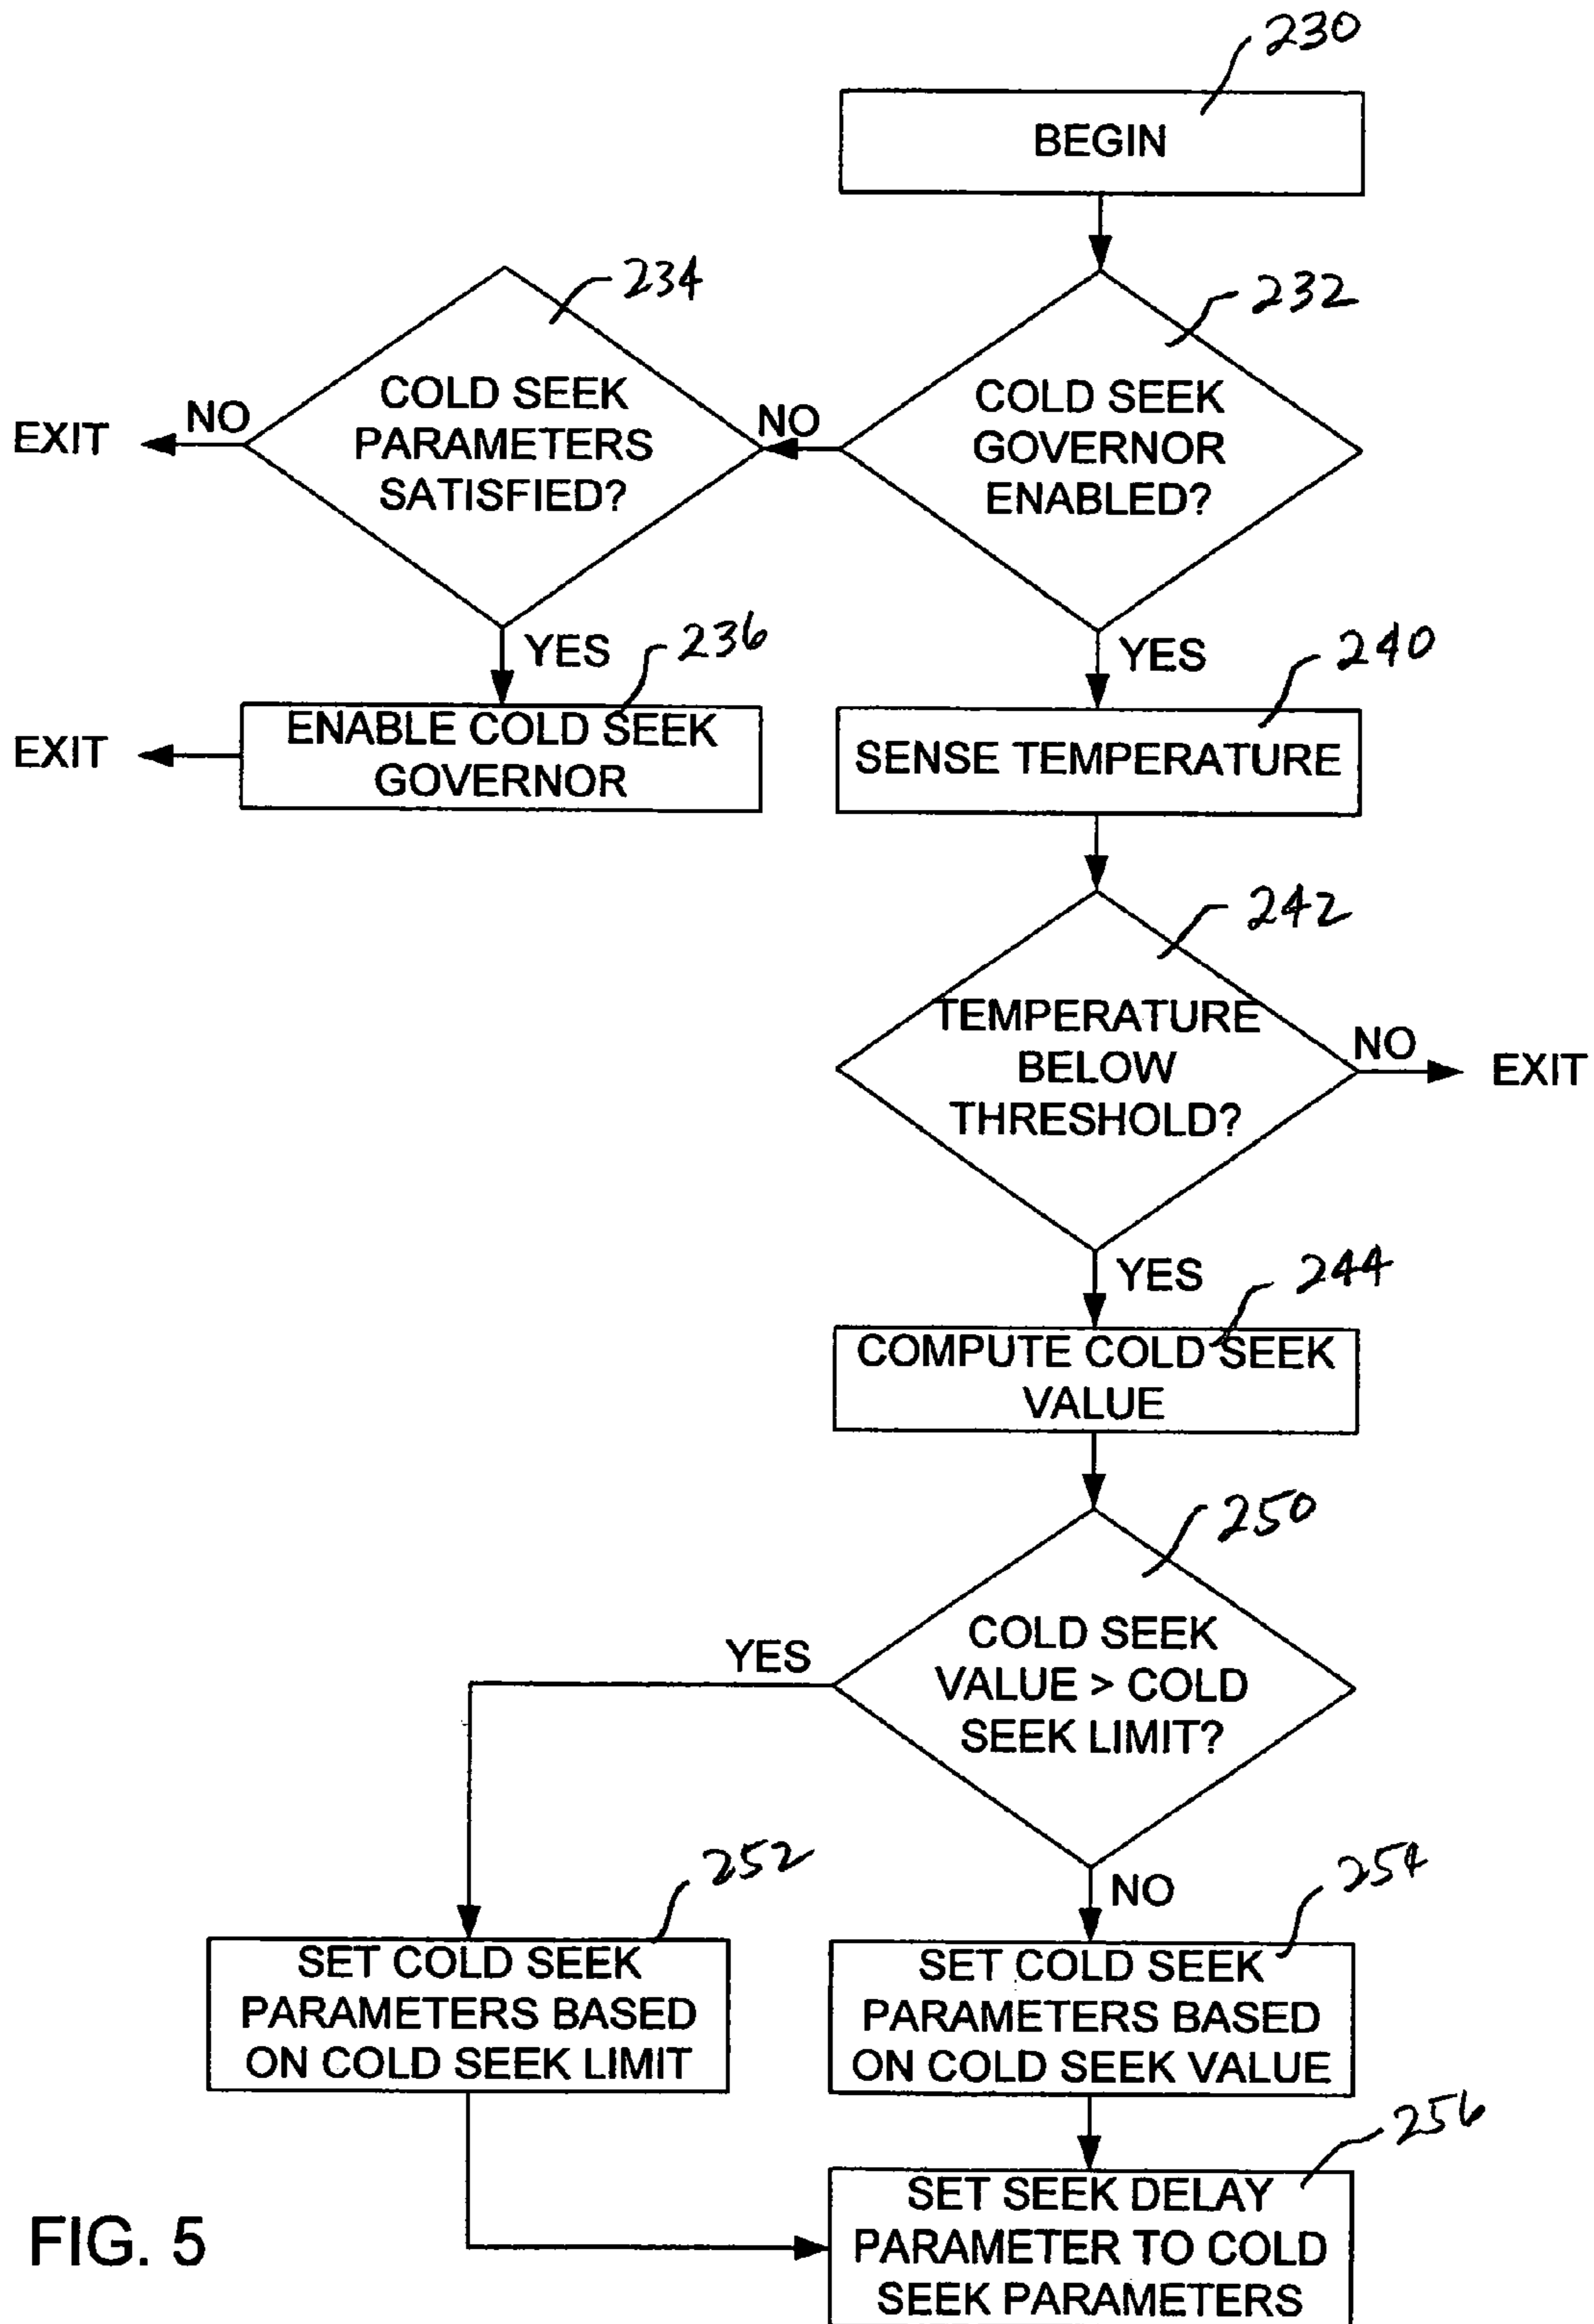 230
BEGIN
234
232
COLD SEEK
PARAMETERS
SATISFIED?
NO
EXIT
NO
COLD SEEK
GOVERNOR
ENABLED?
YES
236
YES
240
ENABLE COLD SEEK
GOVERNOR
EXIT
SENSE TEMPERATURE
242
TEMPERATURE
BELOW
THRESHOLD?
NO
EXIT
YES
244
COMPUTE COLD SEEK
VALUE
250
COLD SEEK
VALUE > COLD
SEEK LIMIT?
YES
NO
252
254
SET COLD SEEK
PARAMETERS BASED
ON COLD SEEK LIMIT
SET COLD SEEK
PARAMETERS BASED
ON COLD SEEK VALUE
256
SET SEEK DELAY
PARAMETER TO COLD
SEEK PARAMETERS
FIG. 5